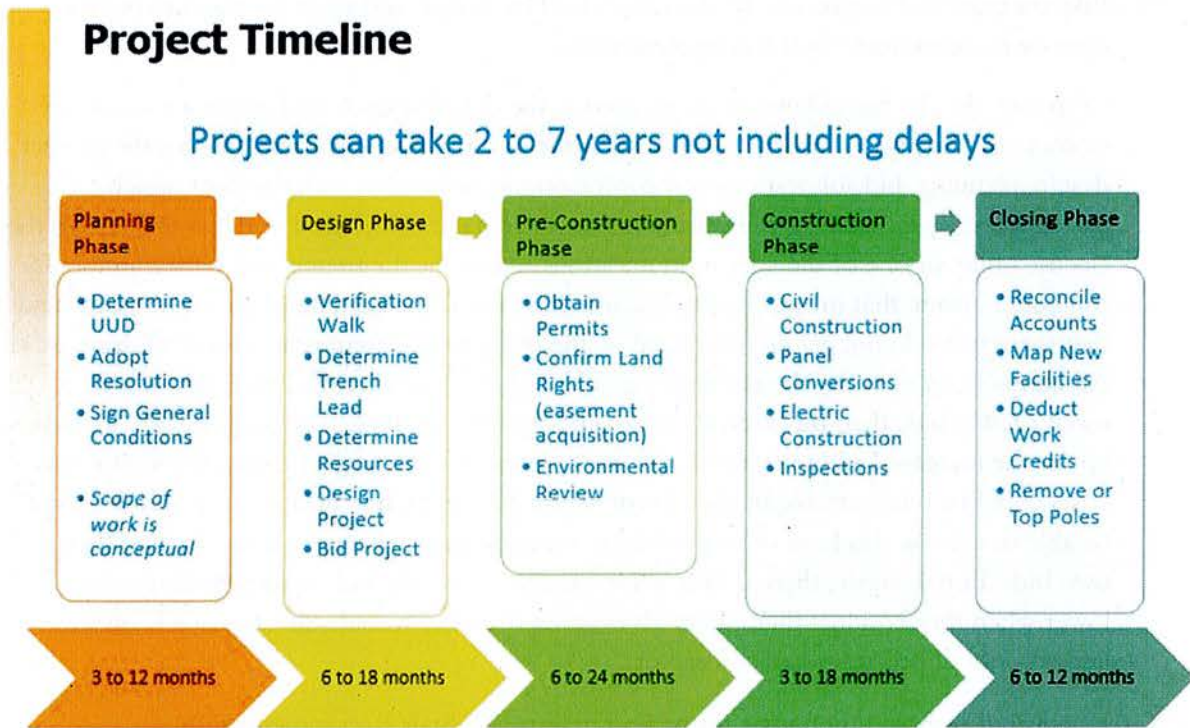 Project Timeline
Projects can take 2 to 7 years not including delays
Planning
Phase
Design Phase
Pre-Construction
Phase
Construction
Phase
Closing Phase
• Determine
UUD
• Adopt
Resolution
• Sign General
Conditions
• Scope of
work is
conceptual
• Verification
Walk
• Determine
Trench
Lead
• Determine
Resources
• Design
Project
• Bid Project
• Obtain
Permits
• Confirm Land
Rights
(easement
acquisition)
• Environmental
Review
• Civil
Construction
• Panel
Conversions
• Electric
Construction
• Inspections
• Reconcile
Accounts
• Map New
Facilities
• Deduct
Work
Credits
• Remove or
Top Poles
3 to 12 months
6 to 18 months
6 to 24 months
3 to 18 months
6 to 12 months